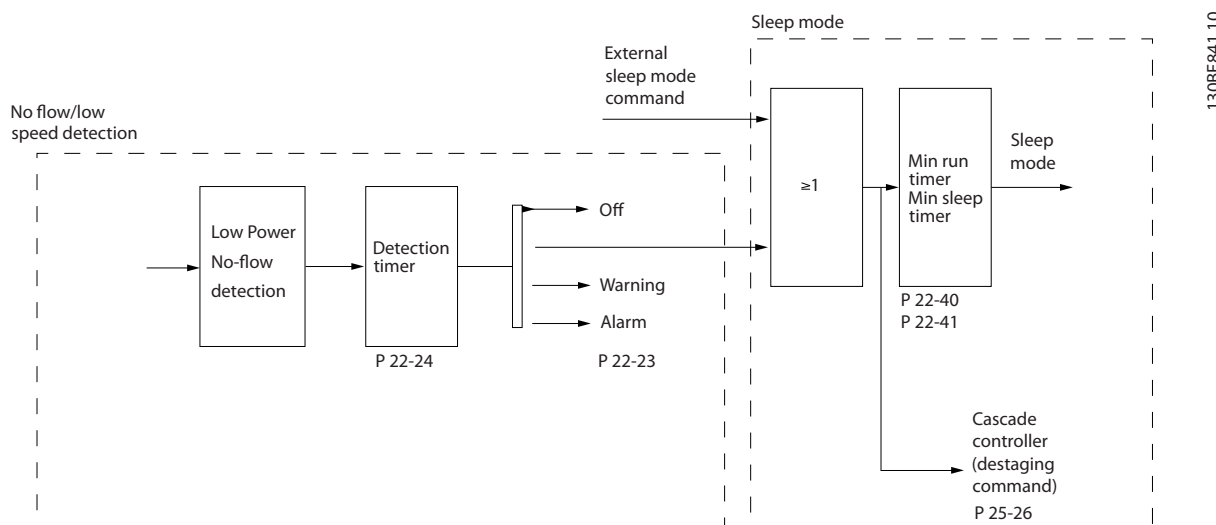 Sleep mode
130BE841.10
External
sleep mode
command
No flow/low
speed detection
Low Power
No-flow
detection
Detection
timer
P 22-24
Off
Warning
Alarm
P 22-23
≥1
Min run
timer
Min sleep
timer
P 22-40
P 22-41
Sleep
mode
Cascade
controller
(destaging
command)
P 25-26